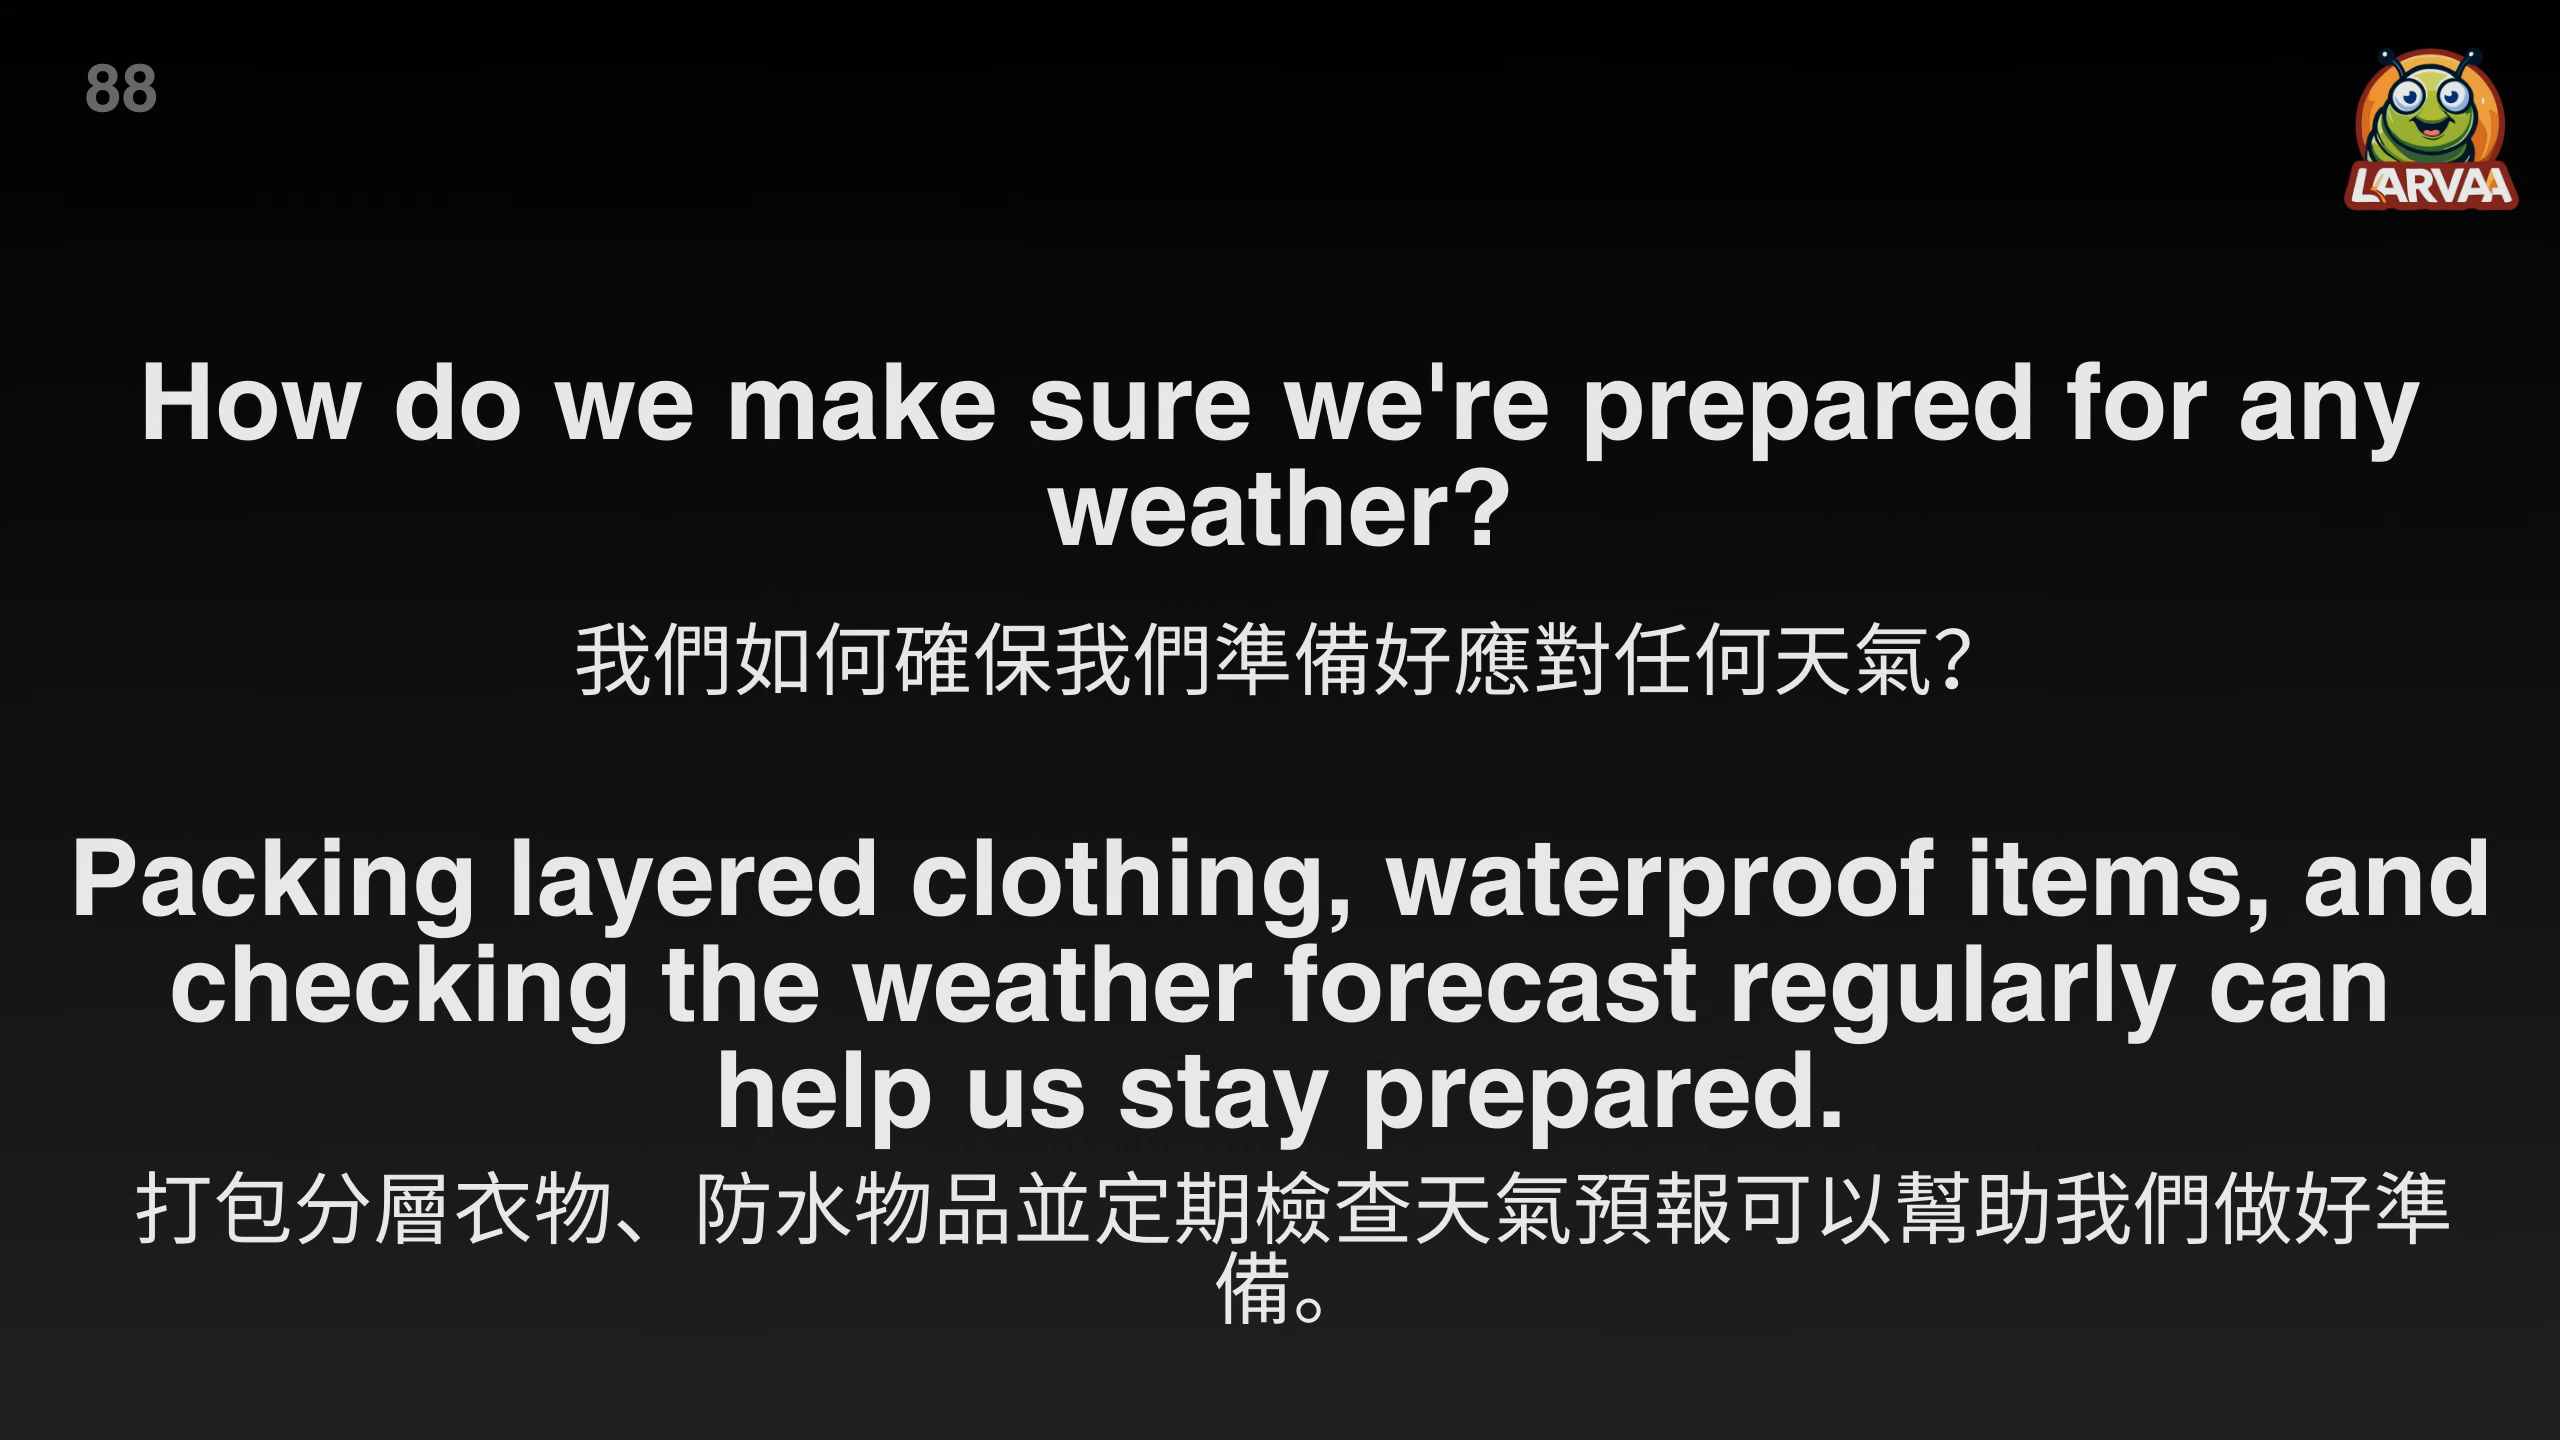 88
LARVAA
How do we make sure we're prepared for any
weather?
我們如何確保我們準備好應對任何天氣？
Packing layered clothing, waterproof items, and
checking the weather forecast regularly can
help us stay prepared.
打包分層衣物、防水物品並定期檢查天氣預報可以幫助我們做好準
備。